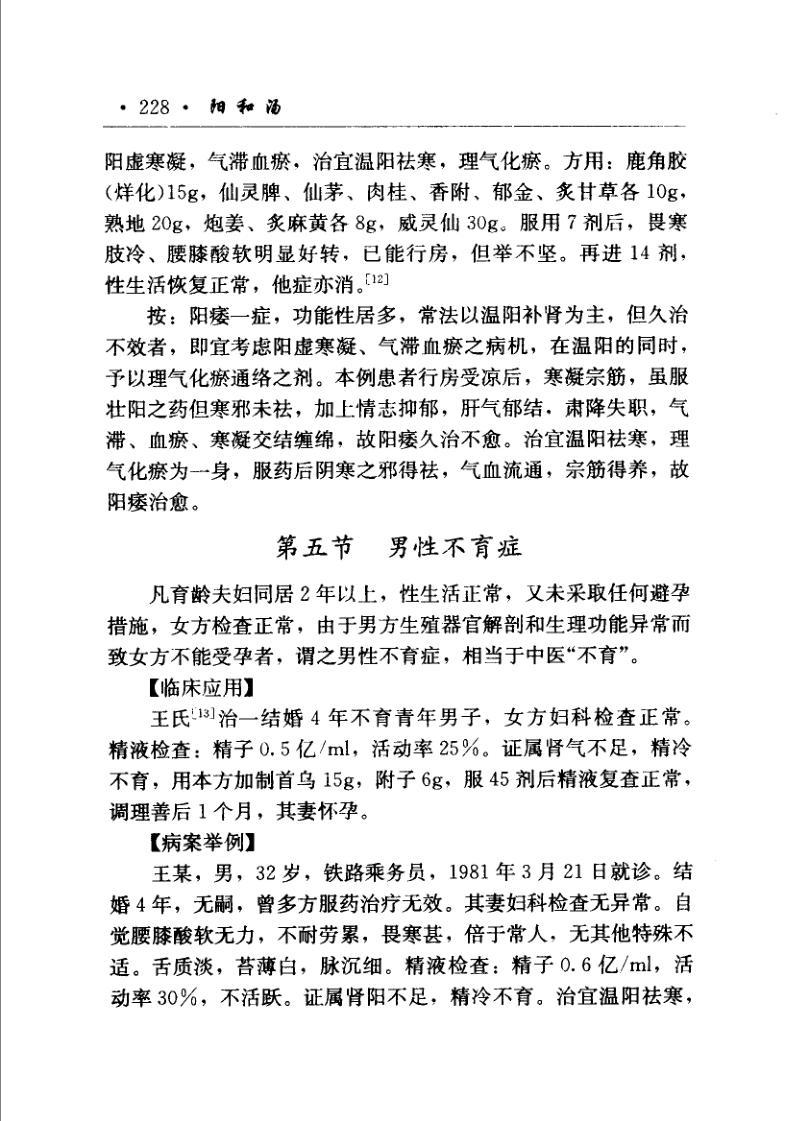 · 228 · 阳和汤
阳虚寒凝，气滞血瘀，治宜温阳祛寒，理气化瘀。方用：鹿角胶
（烊化）15g，仙灵脾、仙茅、肉桂、香附、郁金、炙甘草各 10g，
熟地 20g，炮姜、炙麻黄各 8g，威灵仙 30g。服用 7 剂后，畏寒
肢冷、腰膝酸软明显好转，已能行房，但举不坚。再进 14 剂，
性生活恢复正常，他症亦消。[12]
按：阳痿一症，功能性居多，常法以温阳补肾为主，但久治
不效者，即宜考虑阳虚寒凝、气滞血瘀之病机，在温阳的同时，
予以理气化瘀通络之剂。本例患者行房受凉后，寒凝宗筋，虽服
壮阳之药但寒邪未祛，加上情志抑郁，肝气郁结，肃降失职，气
滞、血瘀、寒凝交结缠绵，故阳痿久治不愈。治宜温阳祛寒，理
气化瘀为一身，服药后阴寒之邪得祛，气血流通，宗筋得养，故
阳痿治愈。
第五节 男性不育症
凡育龄夫妇同居 2 年以上，性生活正常，又未采取任何避孕
措施，女方检查正常，由于男方生殖器官解剖和生理功能异常而
致女方不能受孕者，谓之男性不育症，相当于中医“不育”。
【临床应用】
王氏[13]治一结婚 4 年不育青年男子，女方妇科检查正常。
精液检查：精子 0.5 亿/ml，活动率 25%。证属肾气不足，精冷
不育，用本方加制首乌 15g，附子 6g，服 45 剂后精液复查正常，
调理善后 1 个月，其妻怀孕。
【病案举例】
王某，男，32 岁，铁路乘务员，1981 年 3 月 21 日就诊。结
婚 4 年，无嗣，曾多方服药治疗无效。其妻妇科检查无异常。自
觉腰膝酸软无力，不耐劳累，畏寒甚，倍于常人，无其他特殊不
适。舌质淡，苔薄白，脉沉细。精液检查：精子 0.6 亿/ml，活
动率 30%，不活跃。证属肾阳不足，精冷不育。治宜温阳祛寒，